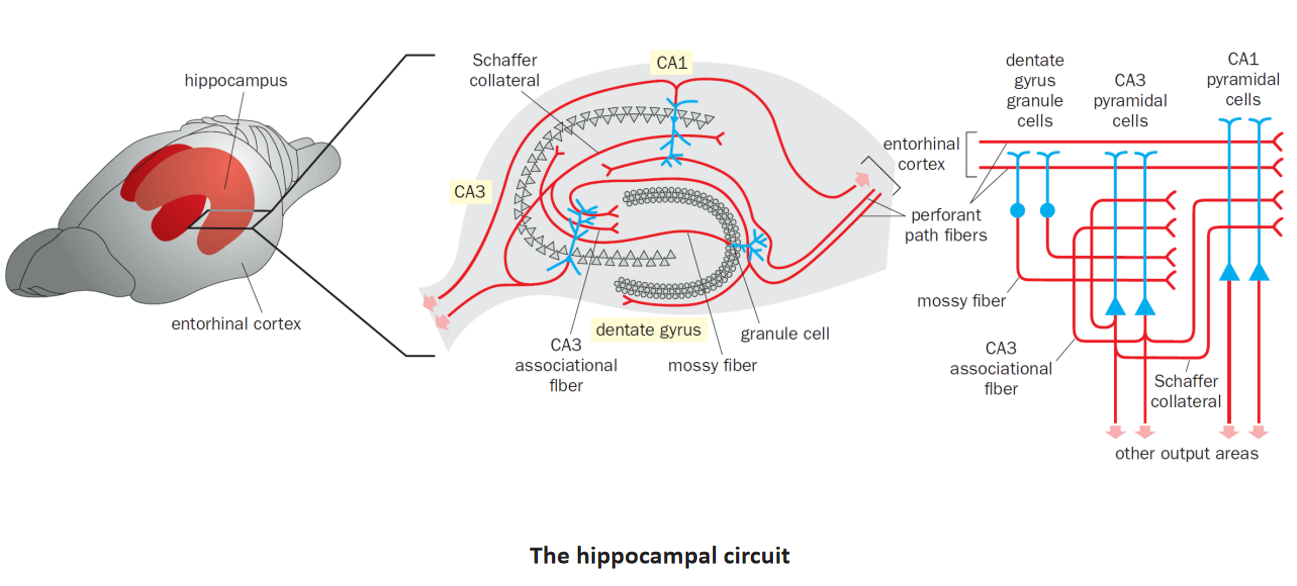 hippocampus
entorhinal cortex
Schaffer
collateral
CA1
CA3
dentate gyrus
CA3
associational
fIber
mossy fiber
granule cell
entorhinal
cortex
perforant
path fibers
dentate
gyrus
granule
cells
CA3
pyramidal
cells
CA1
pyramidal
cells
mossy fiber
CA3
associational
fIber
Schaffer
collateral
other output areas
The hippocampal circuit